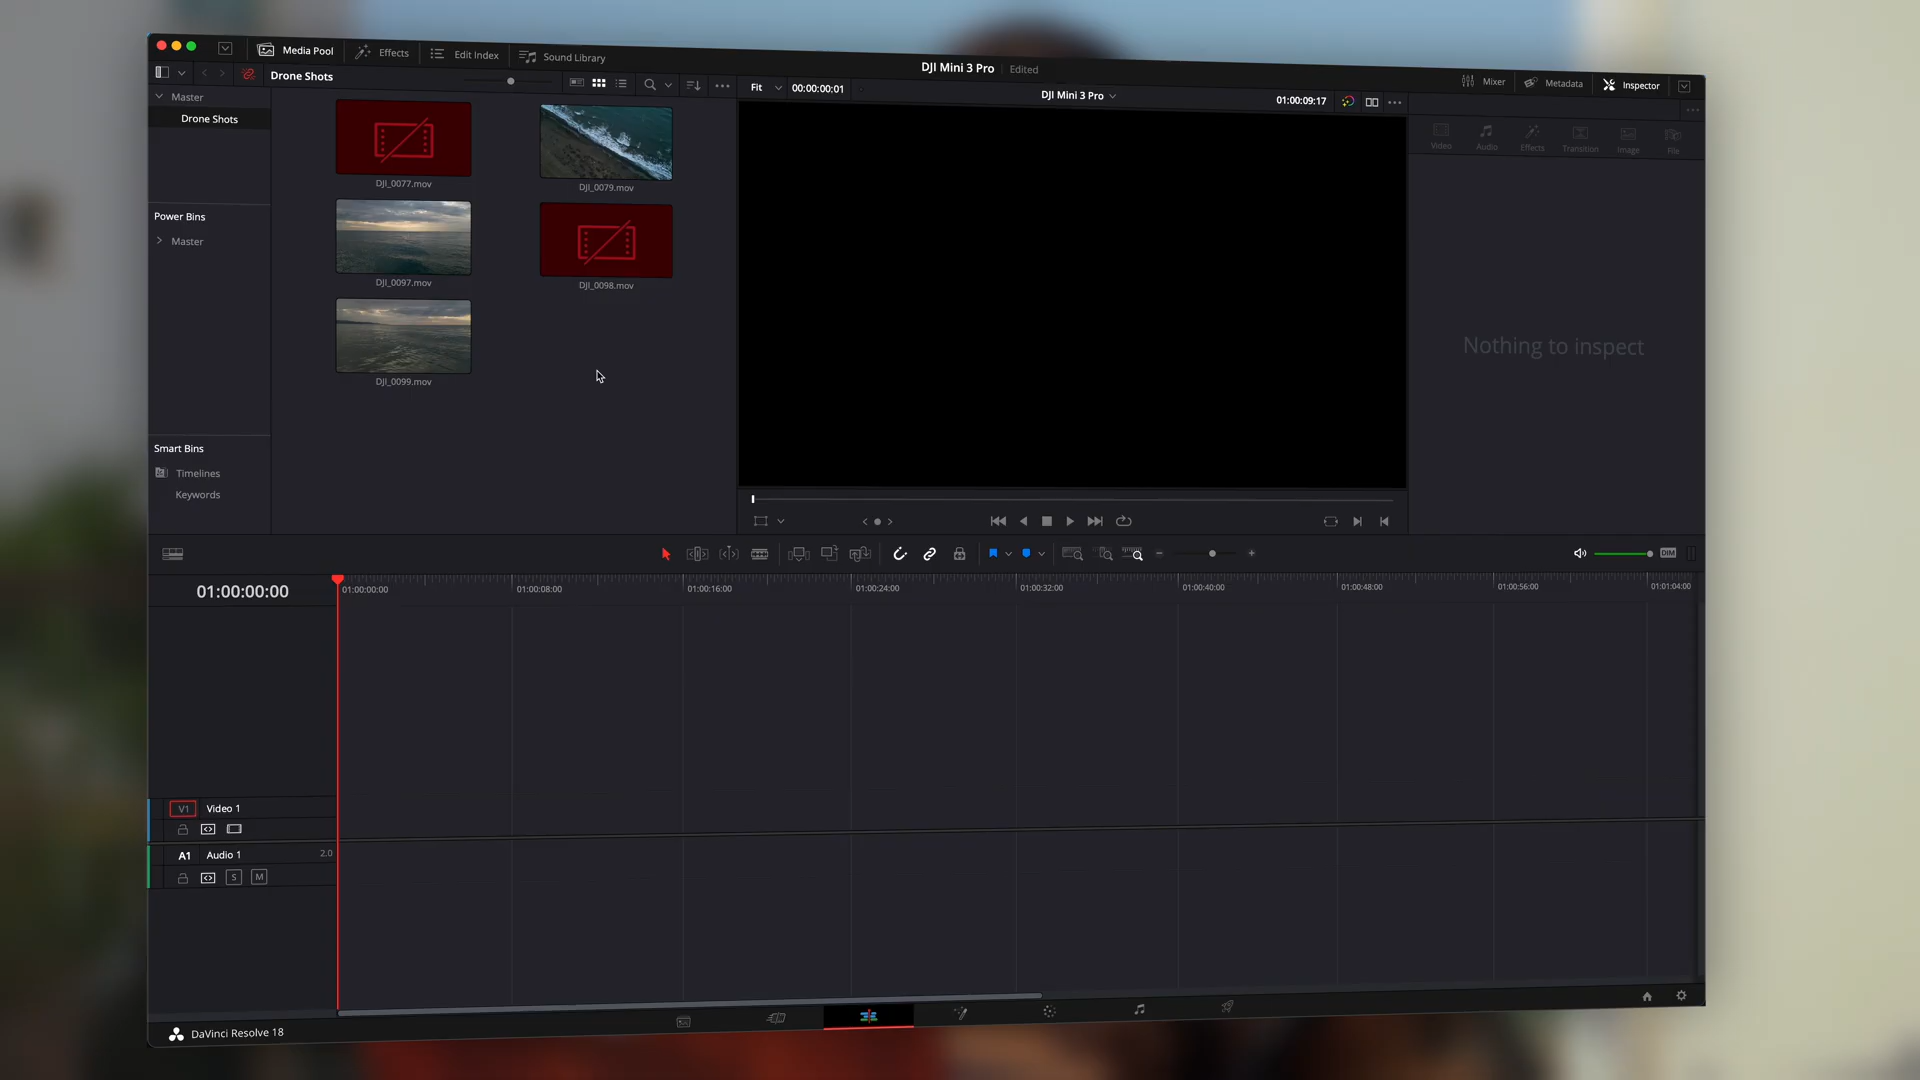 Media Pool
Effects
Edit Index
Sound Library
DJI Mini 3 Pro
Edited
Mixer
Metadata
Inspector
Drone Shots
Fit
00:00:00:01
DJI Mini 3 Pro
01:00:09:17
Master
Drone Shots
Power Bins
Master
Smart Bins
Timelines
Keywords
DJI_0077.mov
DJI_0079.mov
DJI_0097.mov
DJI_0098.mov
DJI_0099.mov
Video
Audio
Effects
Transition
Image
File
Nothing to inspect
DIM
01:00:00:00
01:00:00:00
01:00:08:00
01:00:16:00
01:00:24:00
01:00:32:00
01:00:40:00
01:00:48:00
01:00:56:00
01:01:04:00
V1
Video 1
A1
Audio 1
2.0
S
M
DaVinci Resolve 18